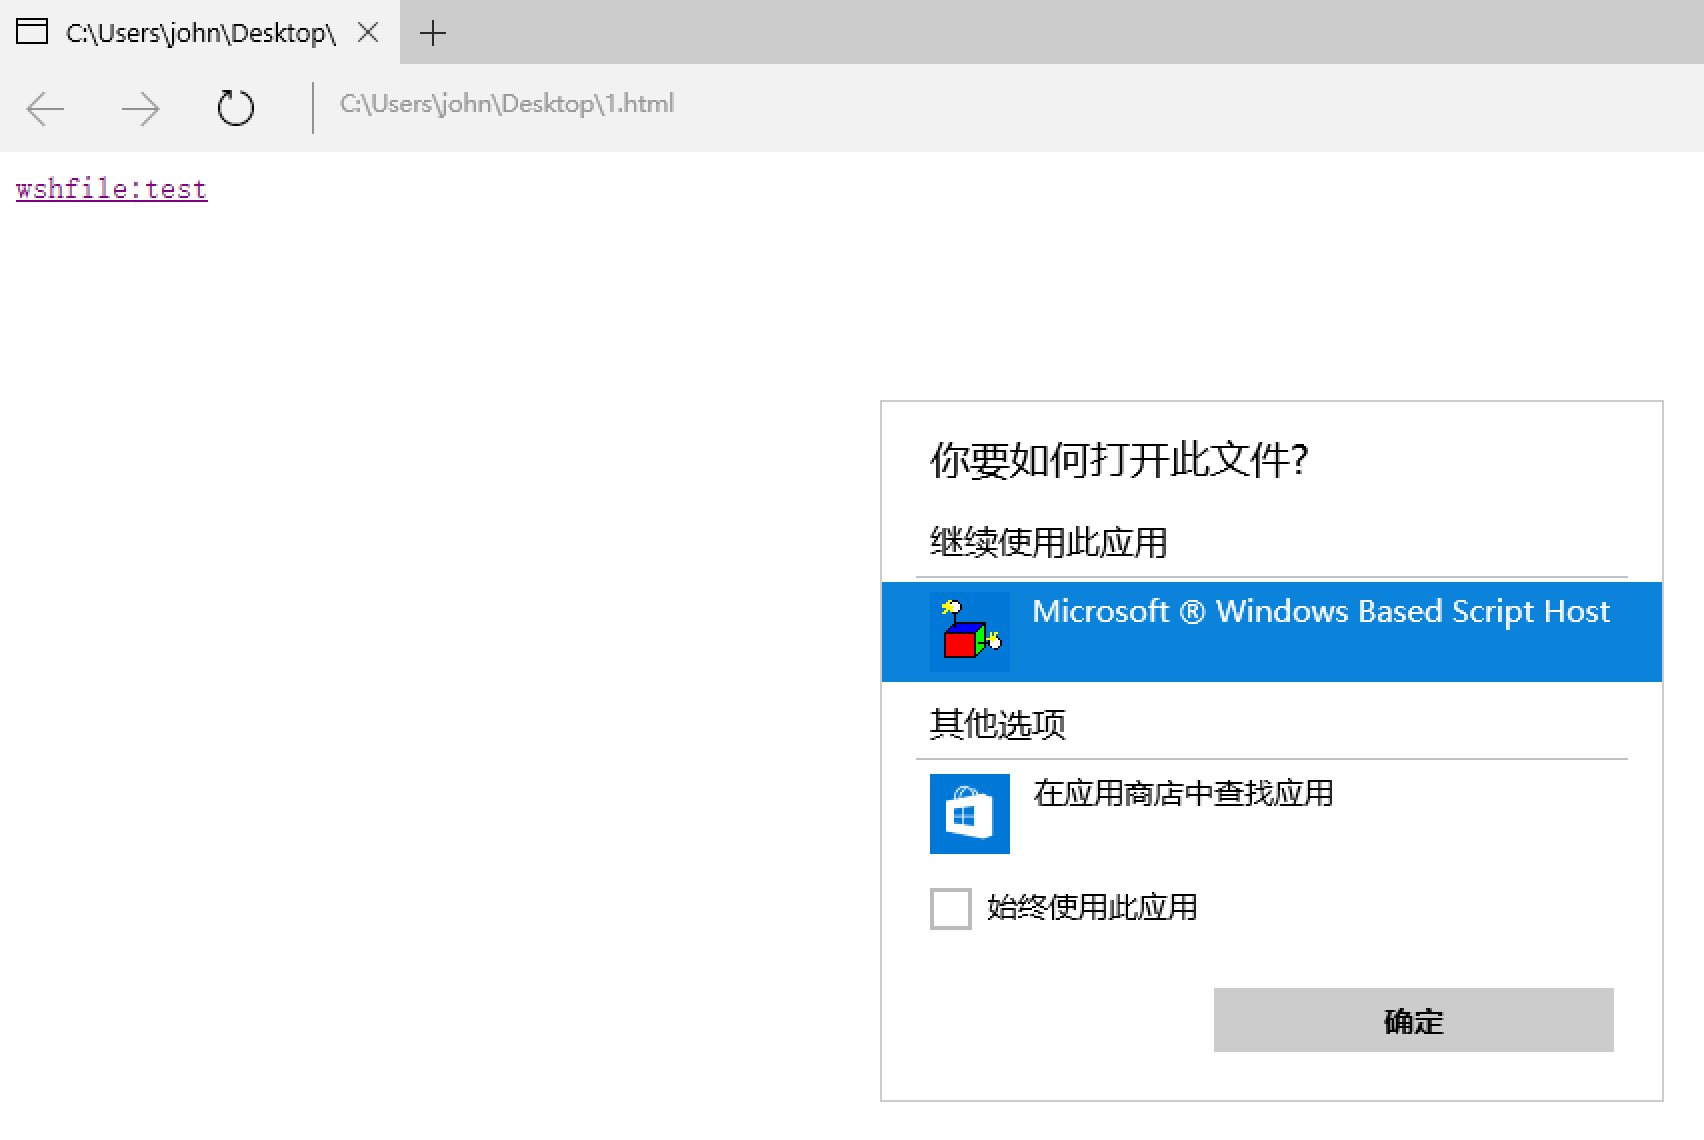 C:\Users\john\Desktop\
C:\Users\john\Desktop\1.html
wshfile:test
你要如何打开此文件?
继续使用此应用
Microsoft ® Windows Based Script Host
其他选项
在应用商店中查找应用
始终使用此应用
确定